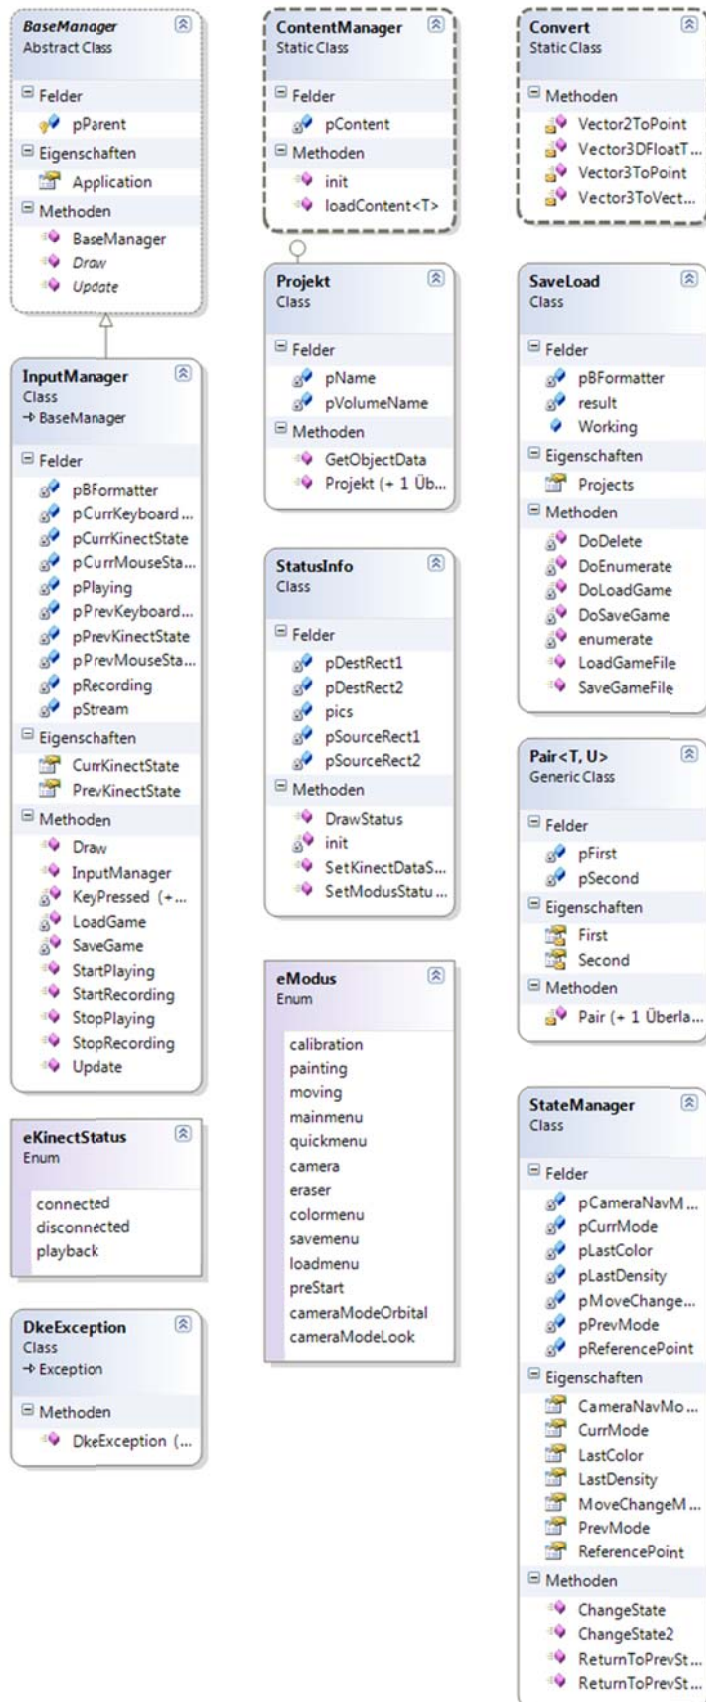 BaseManager
Abstract Class
Felder
pParent
Eigenschaften
Application
Methoden
BaseManager
Draw
Update
InputManager
Class
→ BaseManager
Felder
pBFormatter
pCurrKeyboard ...
pCurrKinectState
pCurrMouseSta...
pPlaying
pPrevKeyboard...
pPrevKinectState
pPrevMouseSta...
pRecording
pStream
Eigenschaften
CurrKinectState
PrevKinectState
Methoden
Draw
InputManager
KeyPressed (+...
LoadGame
SaveGame
StartPlaying
StartRecording
StopPlaying
StopRecording
Update
eKinectStatus
Enum
connected
disconnected
playback
DkeException
Class
→ Exception
Methoden
DkeException (...
ContentManager
Static Class
Felder
pContent
Methoden
init
loadContent<T>
Projekt
Class
Felder
pName
pVolumeName
Methoden
GetObjectData
Projekt (+ 1 Üb...
StatusInfo
Class
Felder
pDestRect1
pDestRect2
pics
pSourceRect1
pSourceRect2
Methoden
DrawStatus
init
SetKinectDataS...
SetModusStatu...
eModus
Enum
calibration
painting
moving
mainmenu
quickmenu
camera
eraser
colormenu
savemenu
loadmenu
preStart
cameraModeOrbital
cameraModeLook
Convert
Static Class
Methoden
Vector2ToPoint
Vector3DFloatT...
Vector3ToPoint
Vector3ToVect...
SaveLoad
Class
Felder
pBFormatter
result
Working
Eigenschaften
Projects
Methoden
DoDelete
DoEnumerate
DoLoadGame
DoSaveGame
enumerate
LoadGameFile
SaveGameFile
Pair<T, U>
Generic Class
Felder
pFirst
pSecond
Eigenschaften
First
Second
Methoden
Pair (+ 1 Überla...
StateManager
Class
Felder
pCameraNavM...
pCurrMode
pLastColor
pLastDensity
pMoveChange...
pPrevMode
pReferencePoint
Eigenschaften
CameraNavMo...
CurrMode
LastColor
LastDensity
MoveChangeM...
PrevMode
ReferencePoint
Methoden
ChangeState
ChangeState2
ReturnToPrevSt...
ReturnToPrevSt...